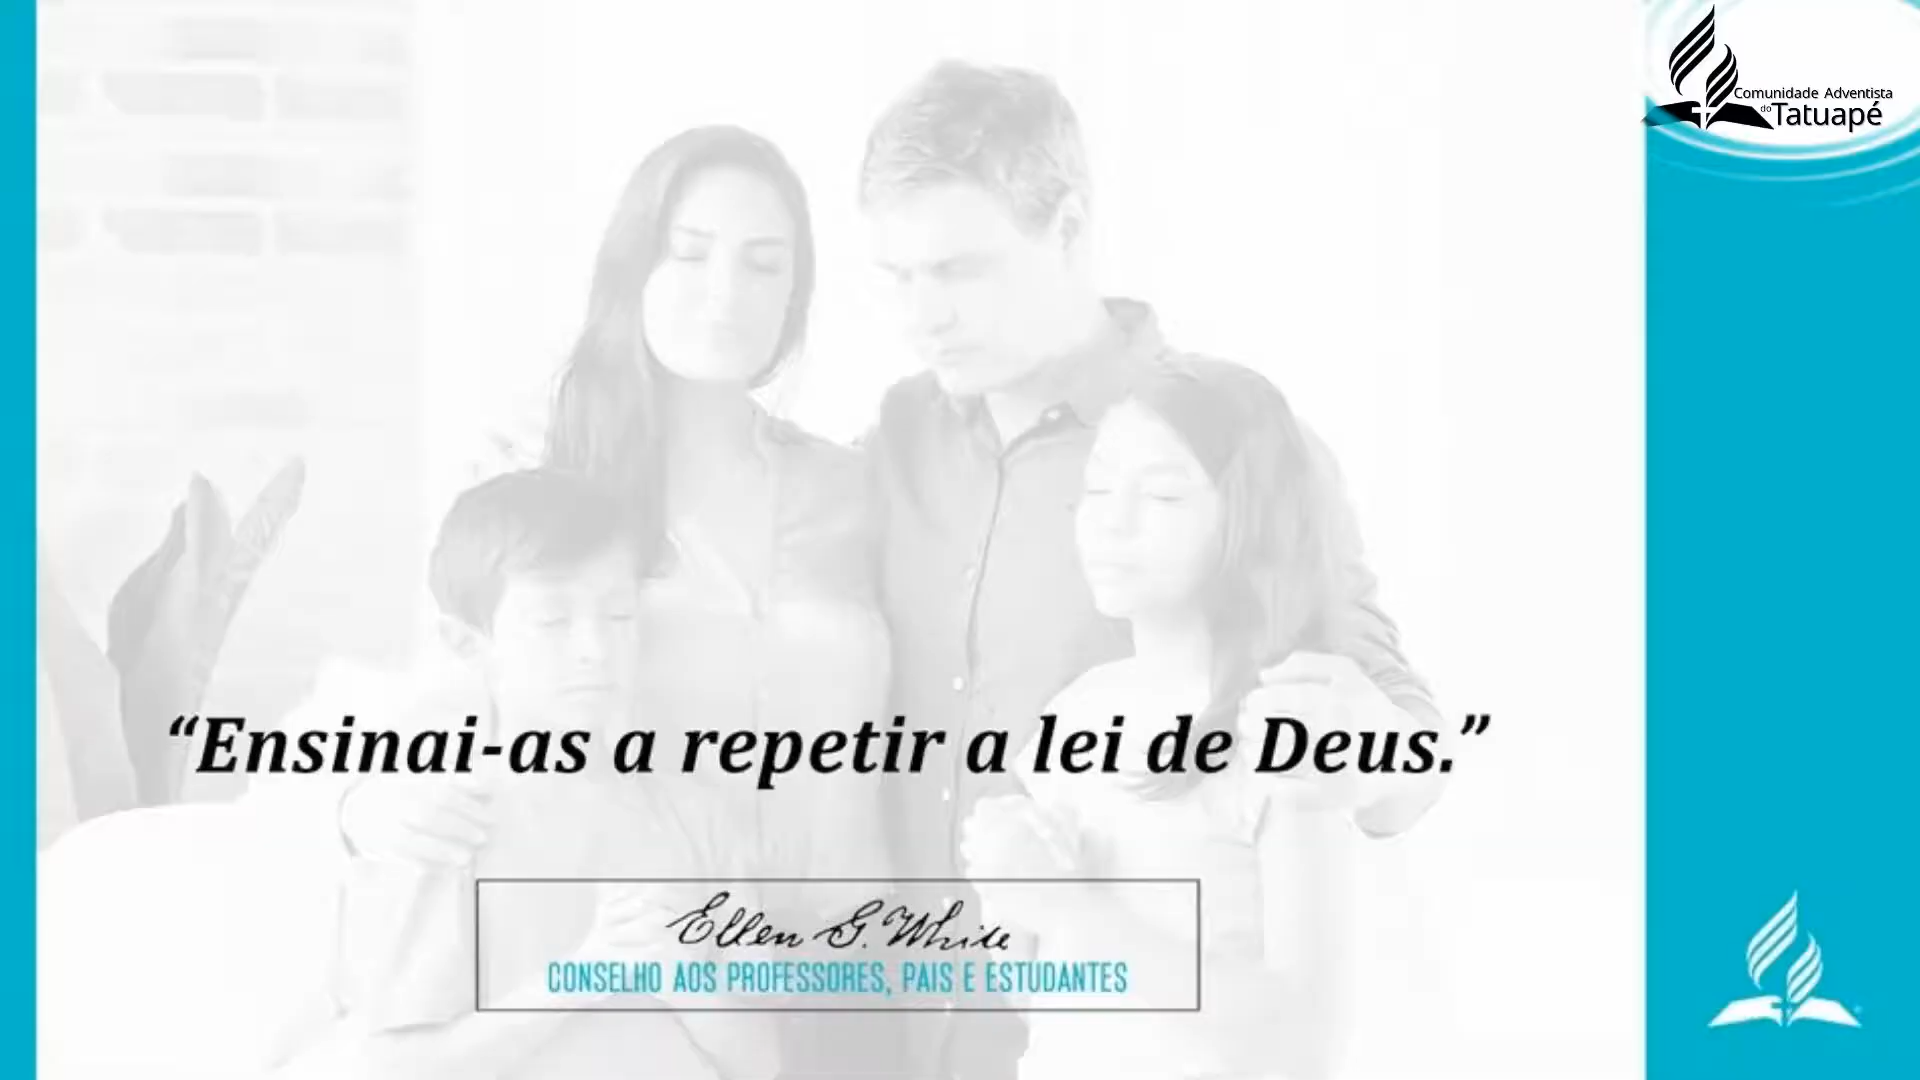 Comunidade Adventista
do Tatuapé
“Ensinai-as a repetir a lei de Deus.”
Ellen G. White
CONSELHO AOS PROFESSORES, PAIS E ESTUDANTES